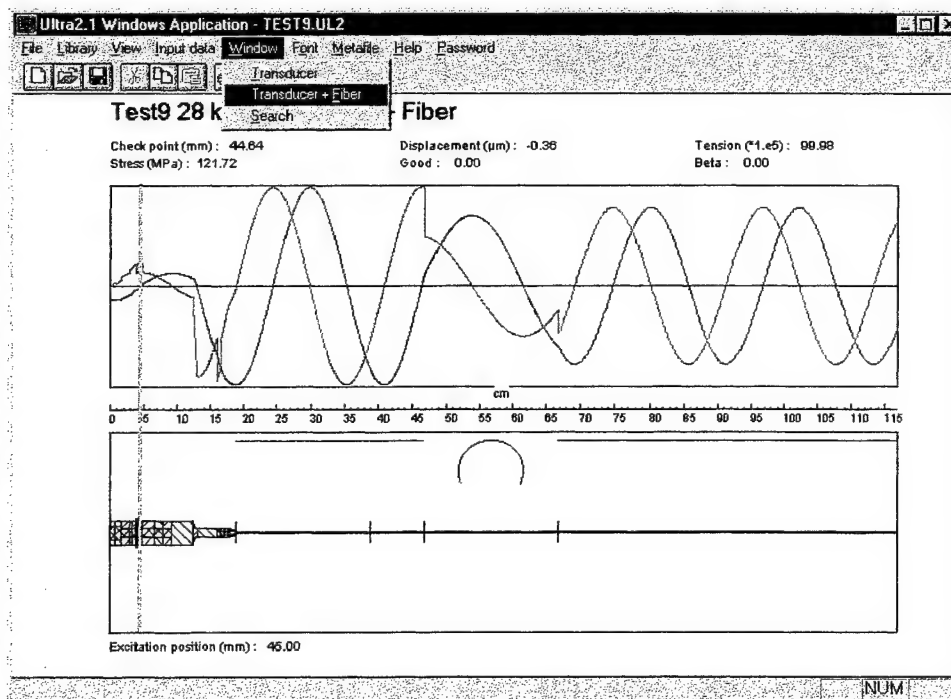 Ultra2.1 Windows Application - TEST9.UL2
File Library View Input data Window Font Metafile Help Password
Transducer
Transducer + Fiber
Search
Test9 28 k Fiber
Check point (mm) : 44.64 Displacement (µm) : -0.36 Tension (*1.e5) : 99.98
Stress (MPa) : 121.72 Good : 0.00 Beta : 0.00
cm
0 5 10 15 20 25 30 35 40 45 50 55 60 65 70 75 80 85 90 95 100 105 110 115
Excitation position (mm) : 45.00
NUM